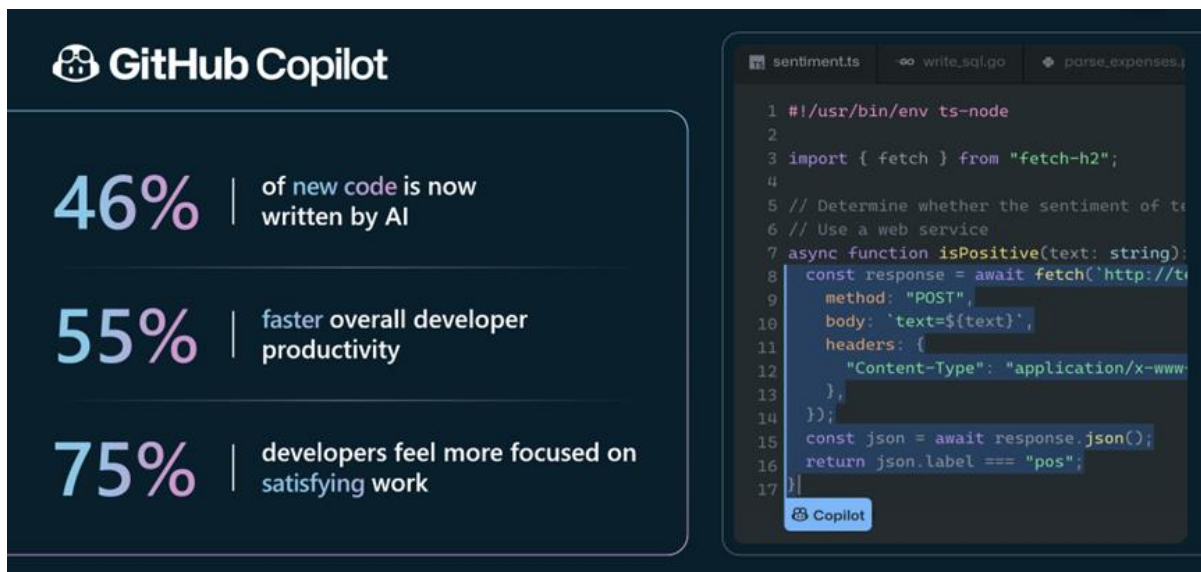 GitHub Copilot
46%
of new code is now
written by AI
55%
faster overall developer
productivity
75%
developers feel more focused on
satisfying work
TS sentiment.ts
write_sql.go
parse_expenses.
1 #!/usr/bin/env ts-node
2
3 import { fetch } from "fetch-h2";
4
5 // Determine whether the sentiment of
6 // Use a web service
7 async function isPositive(text: string):
8 const response = await fetch(`http://
9 method: "POST",
10 body: `text=${text}`,
11 headers: {
12 "Content-Type": "application/x-www-
13 },
14 });
15 const json = await response.json();
16 return json.label === "pos";
17 }
Copilot